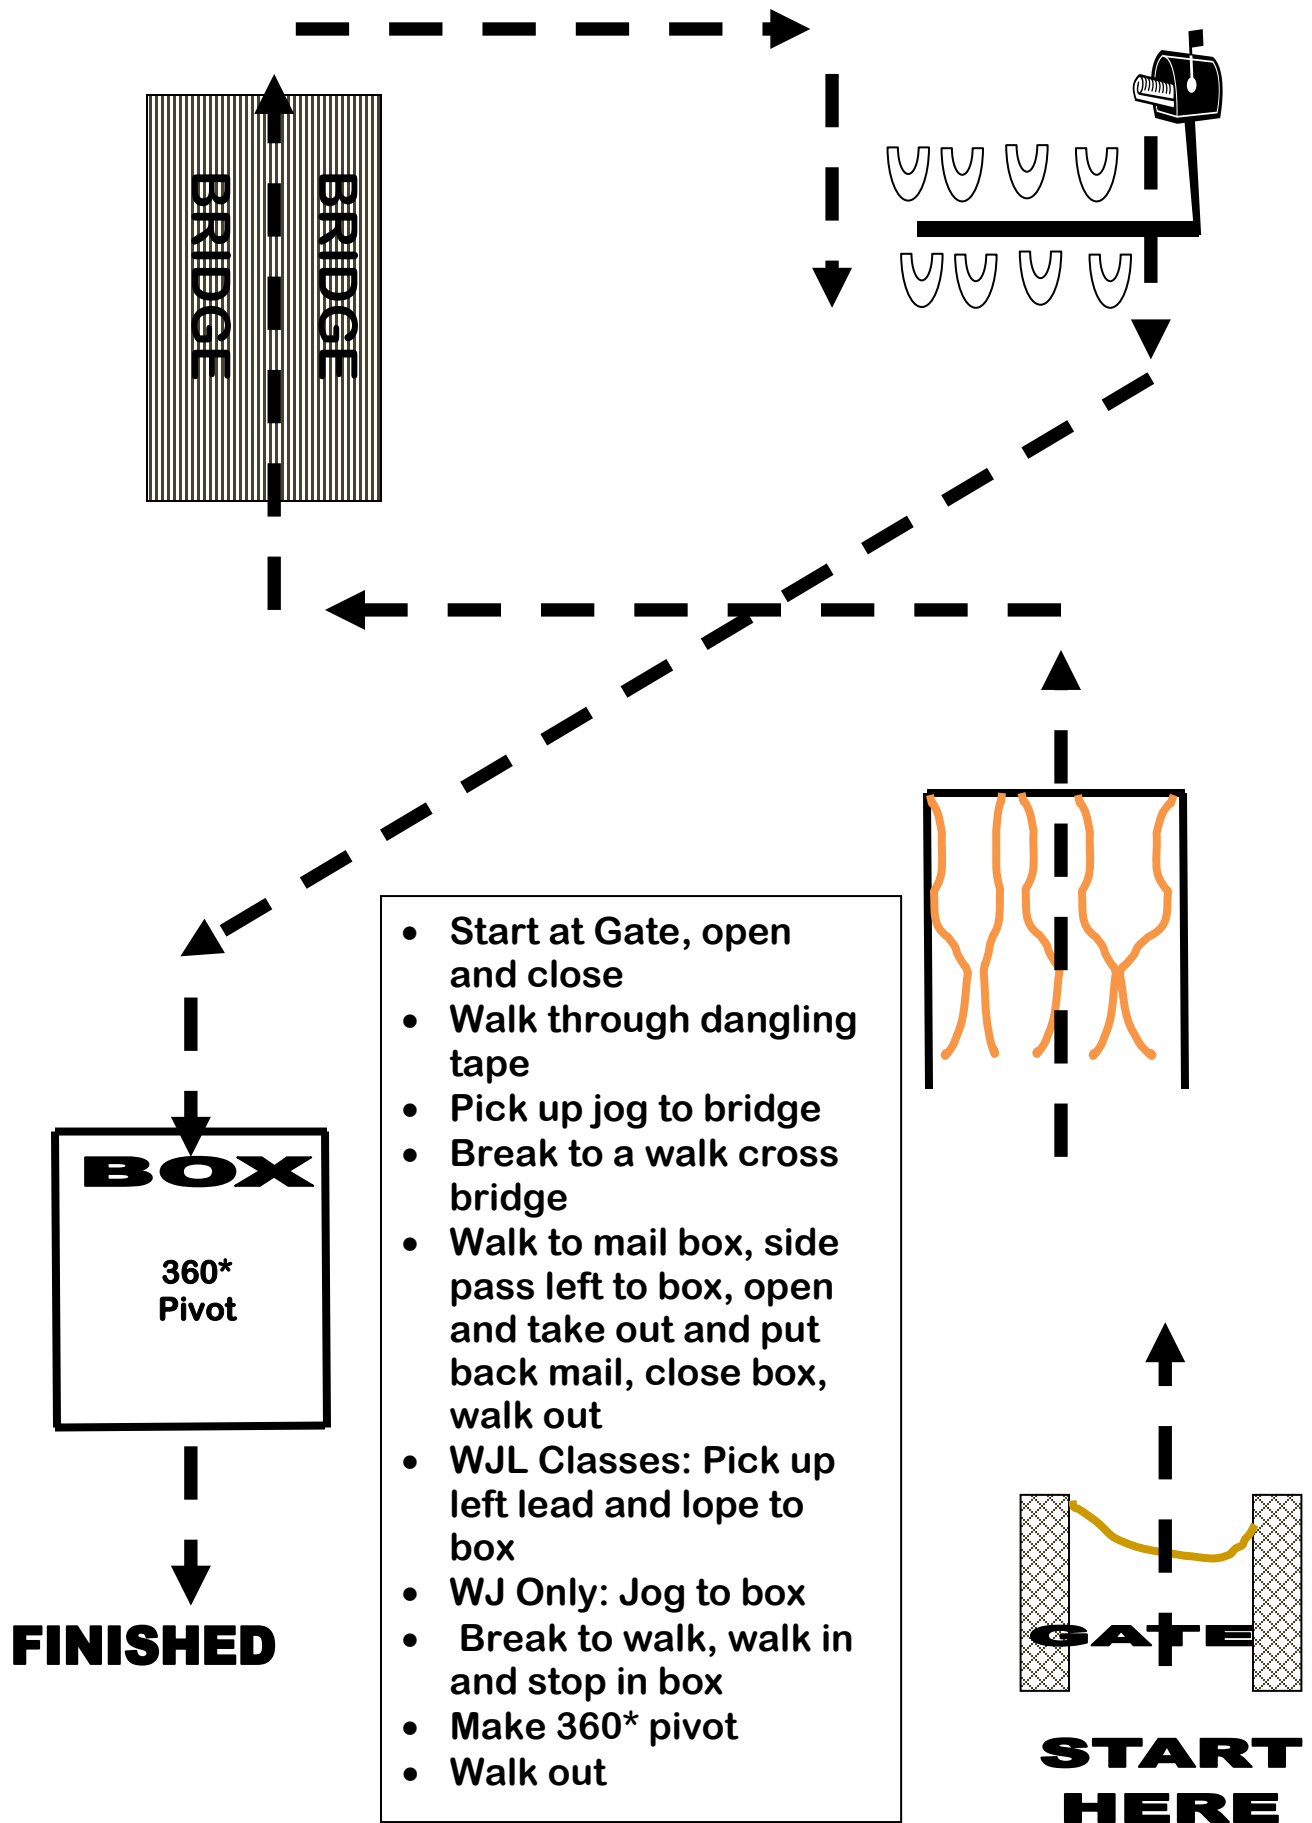 BRIDGE
BRIDGE
• Start at Gate, open
and close
• Walk through dangling
tape
• Pick up jog to bridge
• Break to a walk cross
bridge
• Walk to mail box, side
pass left to box, open
and take out and put
back mail, close box,
walk out
• WJL Classes: Pick up
left lead and lope to
box
• WJ Only: Jog to box
• Break to walk, walk in
and stop in box
• Make 360* pivot
• Walk out
BOX
360*
Pivot
FINISHED
GATE
START
HERE